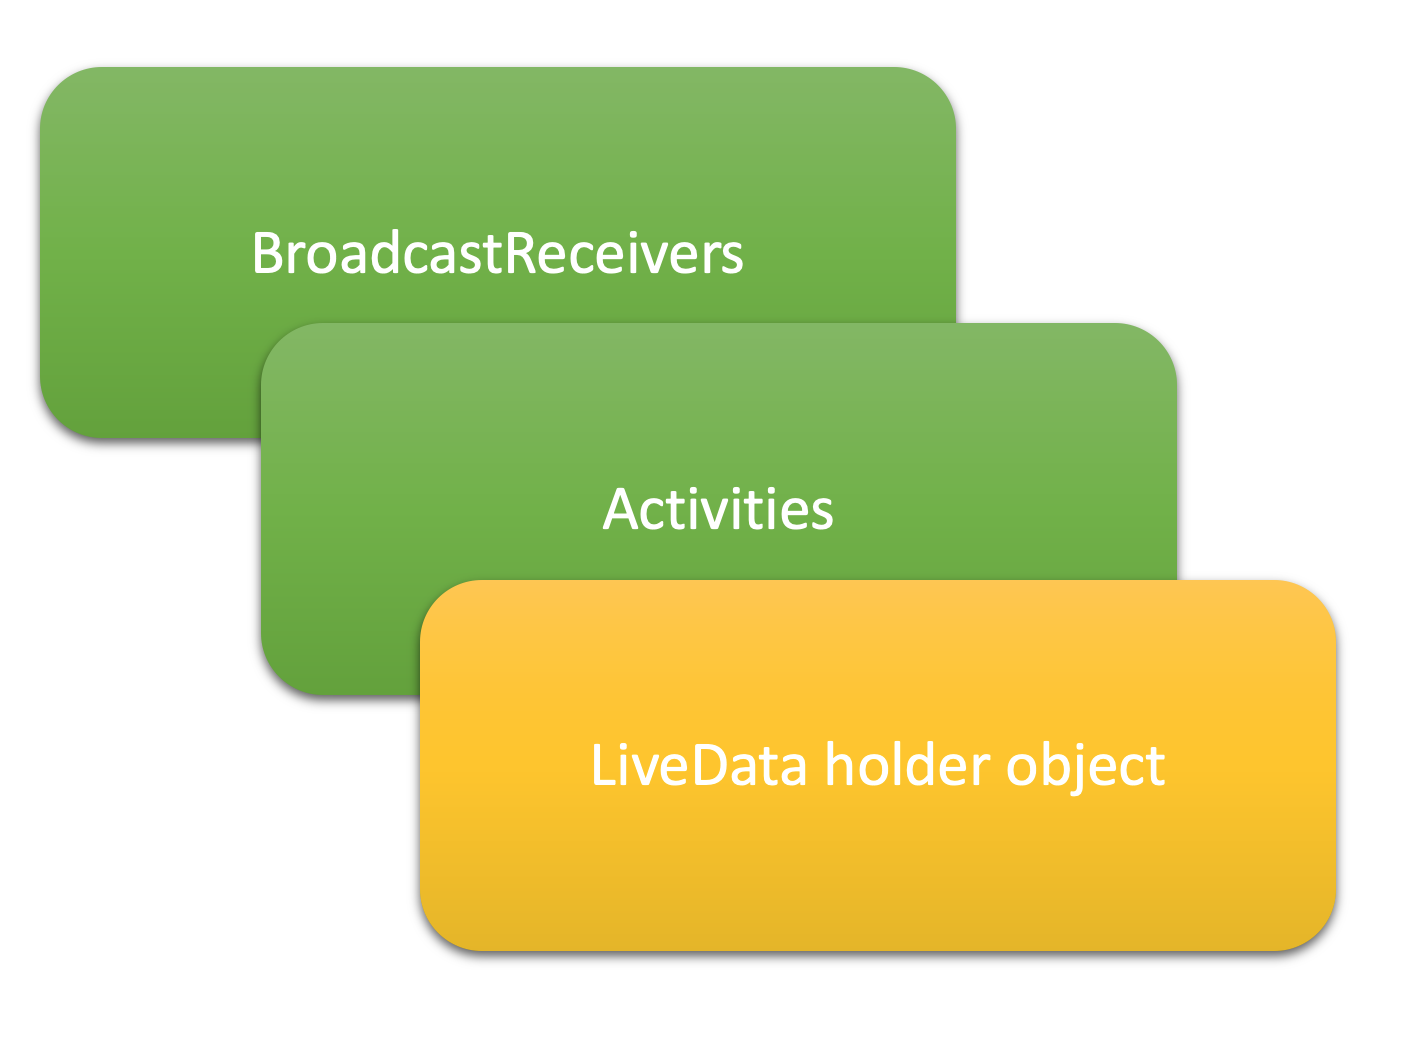 BroadcastReceivers
Activities
LiveData holder object